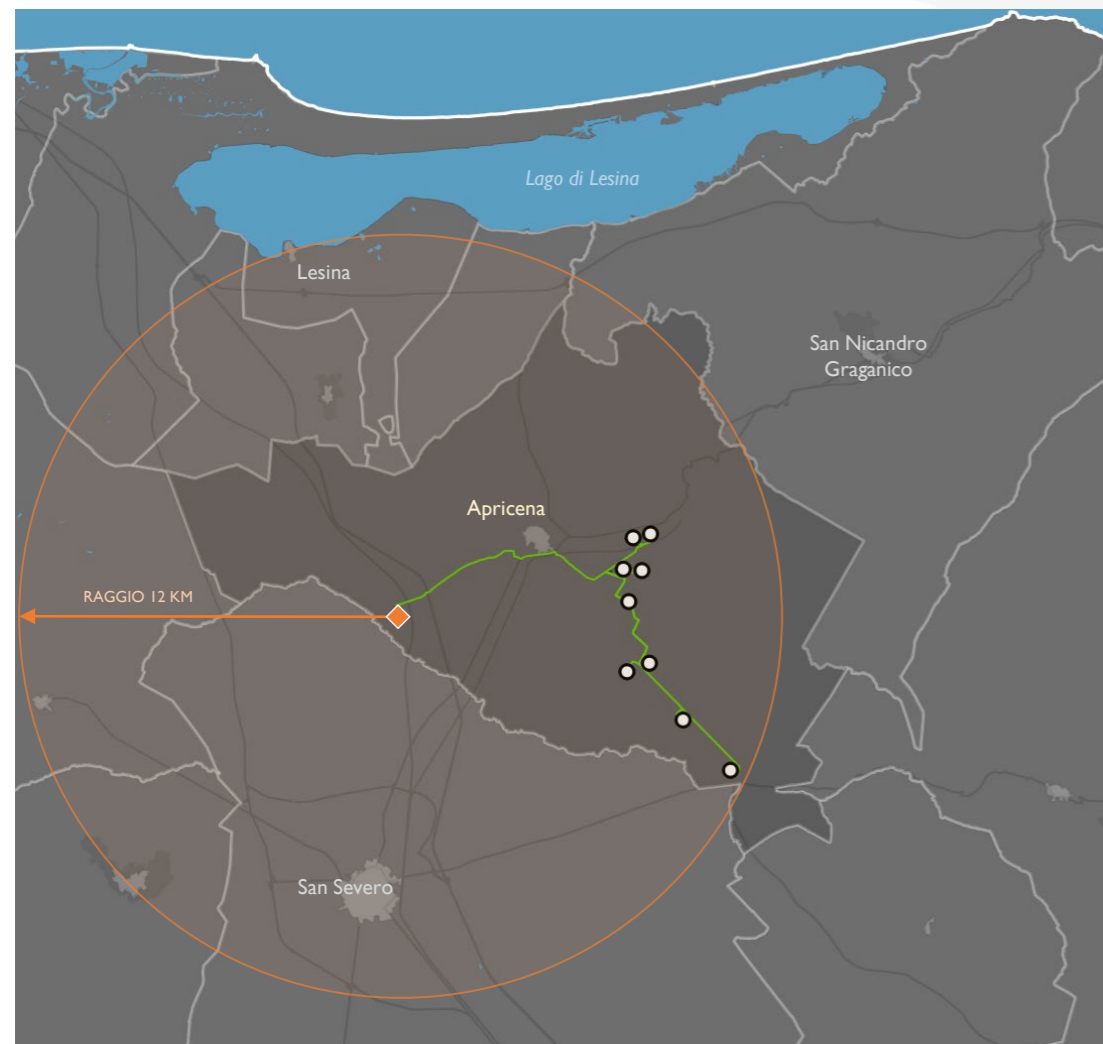 Lago di Lesina
Lesina
San Nicandro
Graganico
Apricena
RAGGIO 12 KM
San Severo